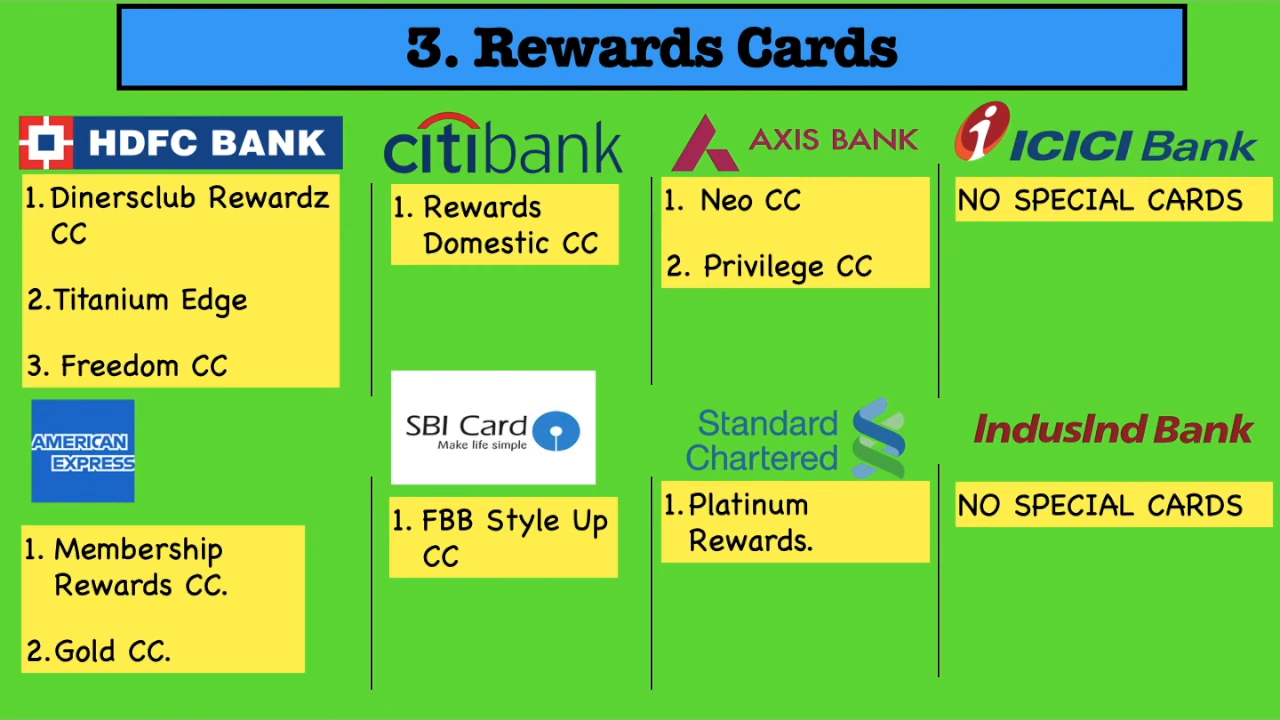 3. Rewards Cards
HDFC BANK
1. Dinersclub Rewardz
CC
2. Titanium Edge
3. Freedom CC
citibank
1. Rewards
Domestic CC
AXIS BANK
1. Neo CC
2. Privilege CC
i ICICI Bank
NO SPECIAL CARDS
AMERICAN
EXPRESS
1. Membership
Rewards CC.
2. Gold CC.
SBI Card
Make life simple
1. FBB Style Up
CC
Standard
Chartered
1. Platinum
Rewards.
IndusInd Bank
NO SPECIAL CARDS